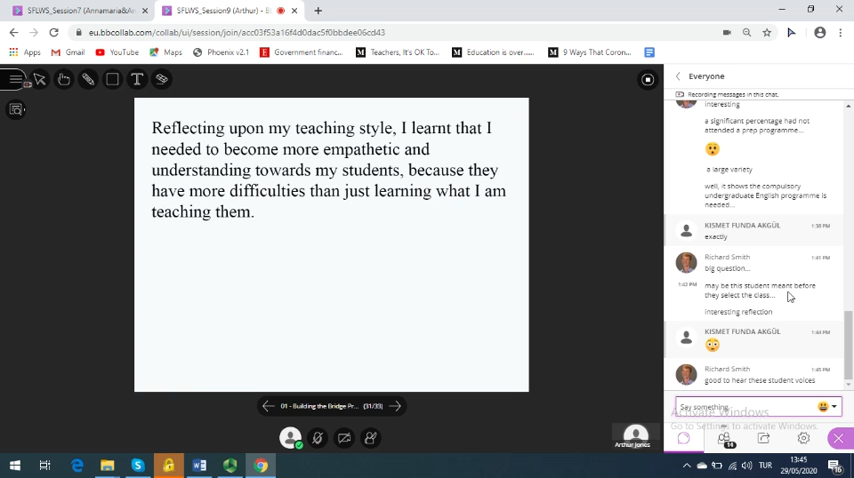 SFLWS_Session7 (Annamaria&An
SFLWS_Session9 (Arthur) - B
eu.bbcollab.com/collab/ui/session/join/acc03f53a16f4d0dac5f0bbdee06cd43
Apps Gmail YouTube Maps Phoenix v2.1 Government financ... Teachers, It's OK To... Education is over..... 9 Ways That Coron...
Everyone
Recording messages in this chat.
interesting
a significant percentage had not
attended a prep programme...
a large variety
well, it shows the compulsory
undergraduate English programme is
needed...
KISMET FUNDA AKGÜL 1:38 PM
exactly
Richard Smith 1:41 PM
big question...
1:42 PM may be this student meant before
they select the class...
interesting reflection
KISMET FUNDA AKGÜL 1:44 PM
Richard Smith 1:45 PM
good to hear these student voices
Say something
Activate Windows
Go to Settings to activate Windows.
14
Reflecting upon my teaching style, I learnt that I
needed to become more empathetic and
understanding towards my students, because they
have more difficulties than just learning what I am
teaching them.
01 - Building the Bridge Pr... (31/33)
Arthur Jones
TUR
13:45
29/05/2020
16